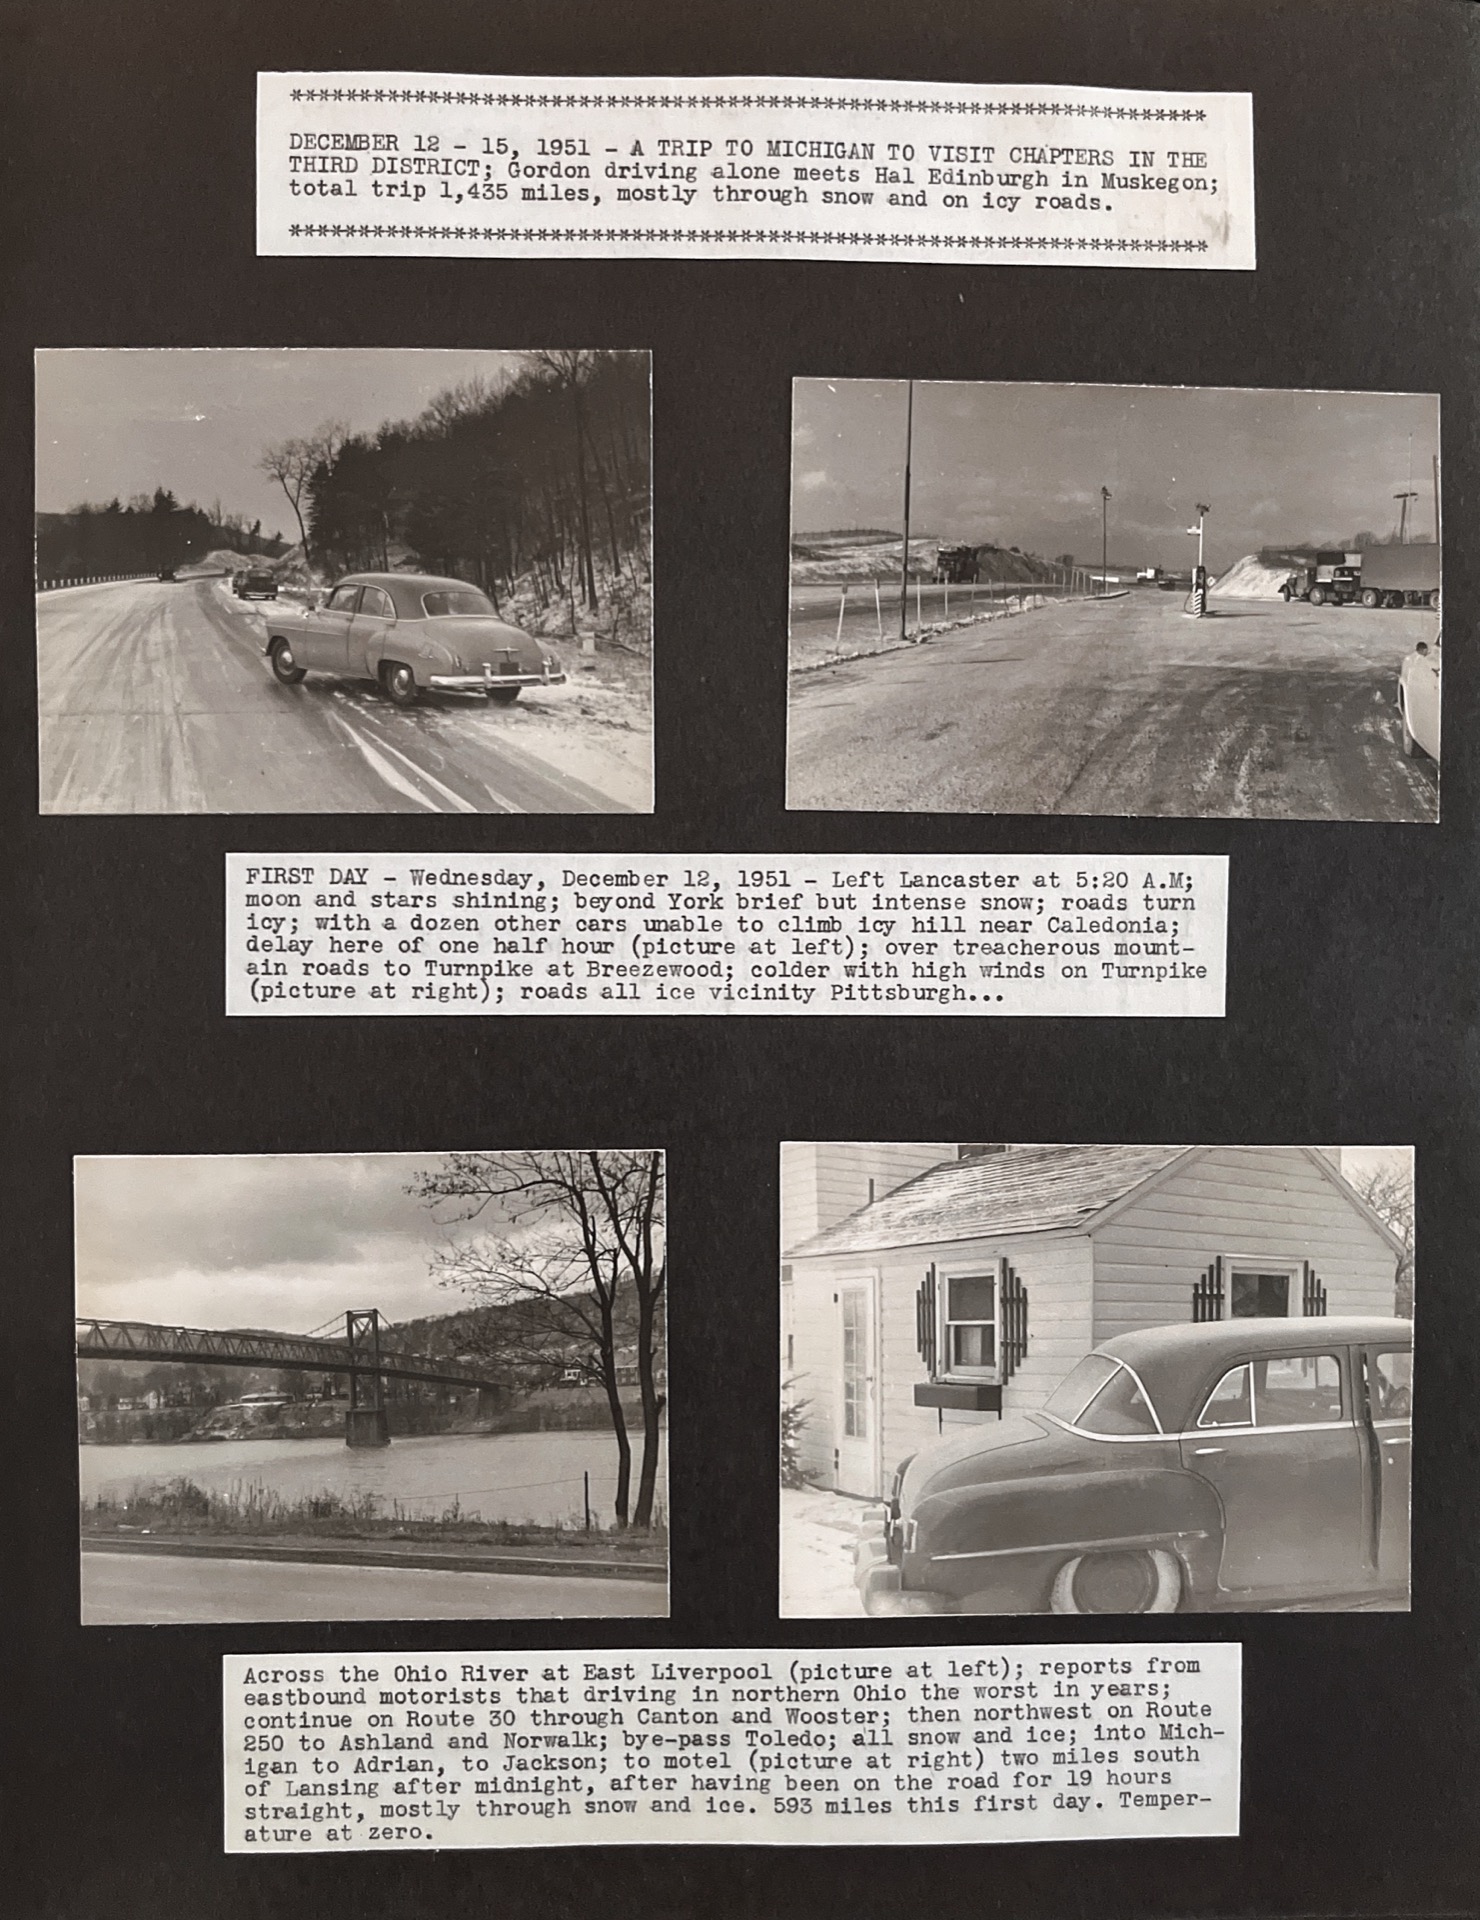 *****************************************************************************
DECEMBER 12 - 15, 1951 - A TRIP TO MICHIGAN TO VISIT CHAPTERS IN THE
THIRD DISTRICT; Gordon driving alone meets Hal Edinburgh in Muskegon;
total trip 1,435 miles, mostly through snow and on icy roads.
*****************************************************************************
FIRST DAY - Wednesday, December 12, 1951 - Left Lancaster at 5:20 A.M;
moon and stars shining; beyond York brief but intense snow; roads turn
icy; with a dozen other cars unable to climb icy hill near Caledonia;
delay here of one half hour (picture at left); over treacherous mount-
ain roads to Turnpike at Breezewood; colder with high winds on Turnpike
(picture at right); roads all ice vicinity Pittsburgh...
Across the Ohio River at East Liverpool (picture at left); reports from
eastbound motorists that driving in northern Ohio the worst in years;
continue on Route 30 through Canton and Wooster; then northwest on Route
250 to Ashland and Norwalk; bye-pass Toledo; all snow and ice; into Mich-
igan to Adrian, to Jackson; to motel (picture at right) two miles south
of Lansing after midnight, after having been on the road for 19 hours
straight, mostly through snow and ice. 593 miles this first day. Temper-
ature at zero.